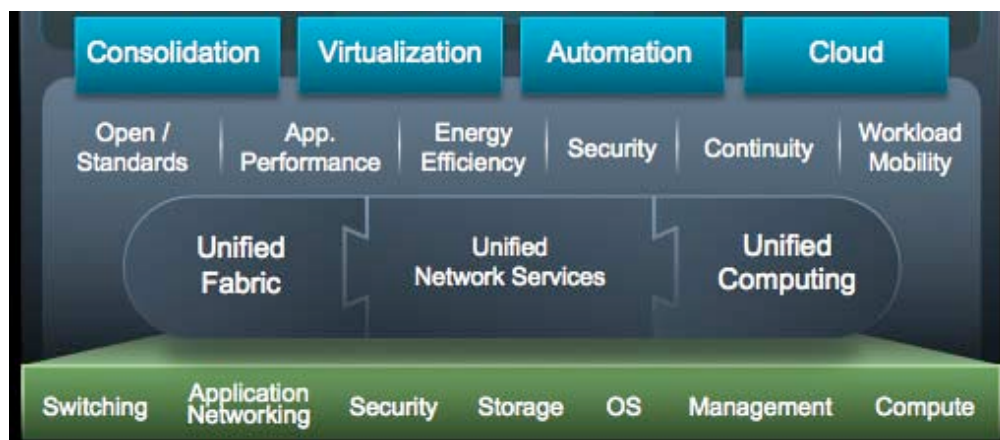 Consolidation Virtualization Automation Cloud
Open / Standards
App. Performance
Energy Efficiency
Security
Continuity
Workload Mobility
Unified Fabric
Unified Network Services
Unified Computing
Switching
Application Networking
Security
Storage
OS
Management
Compute